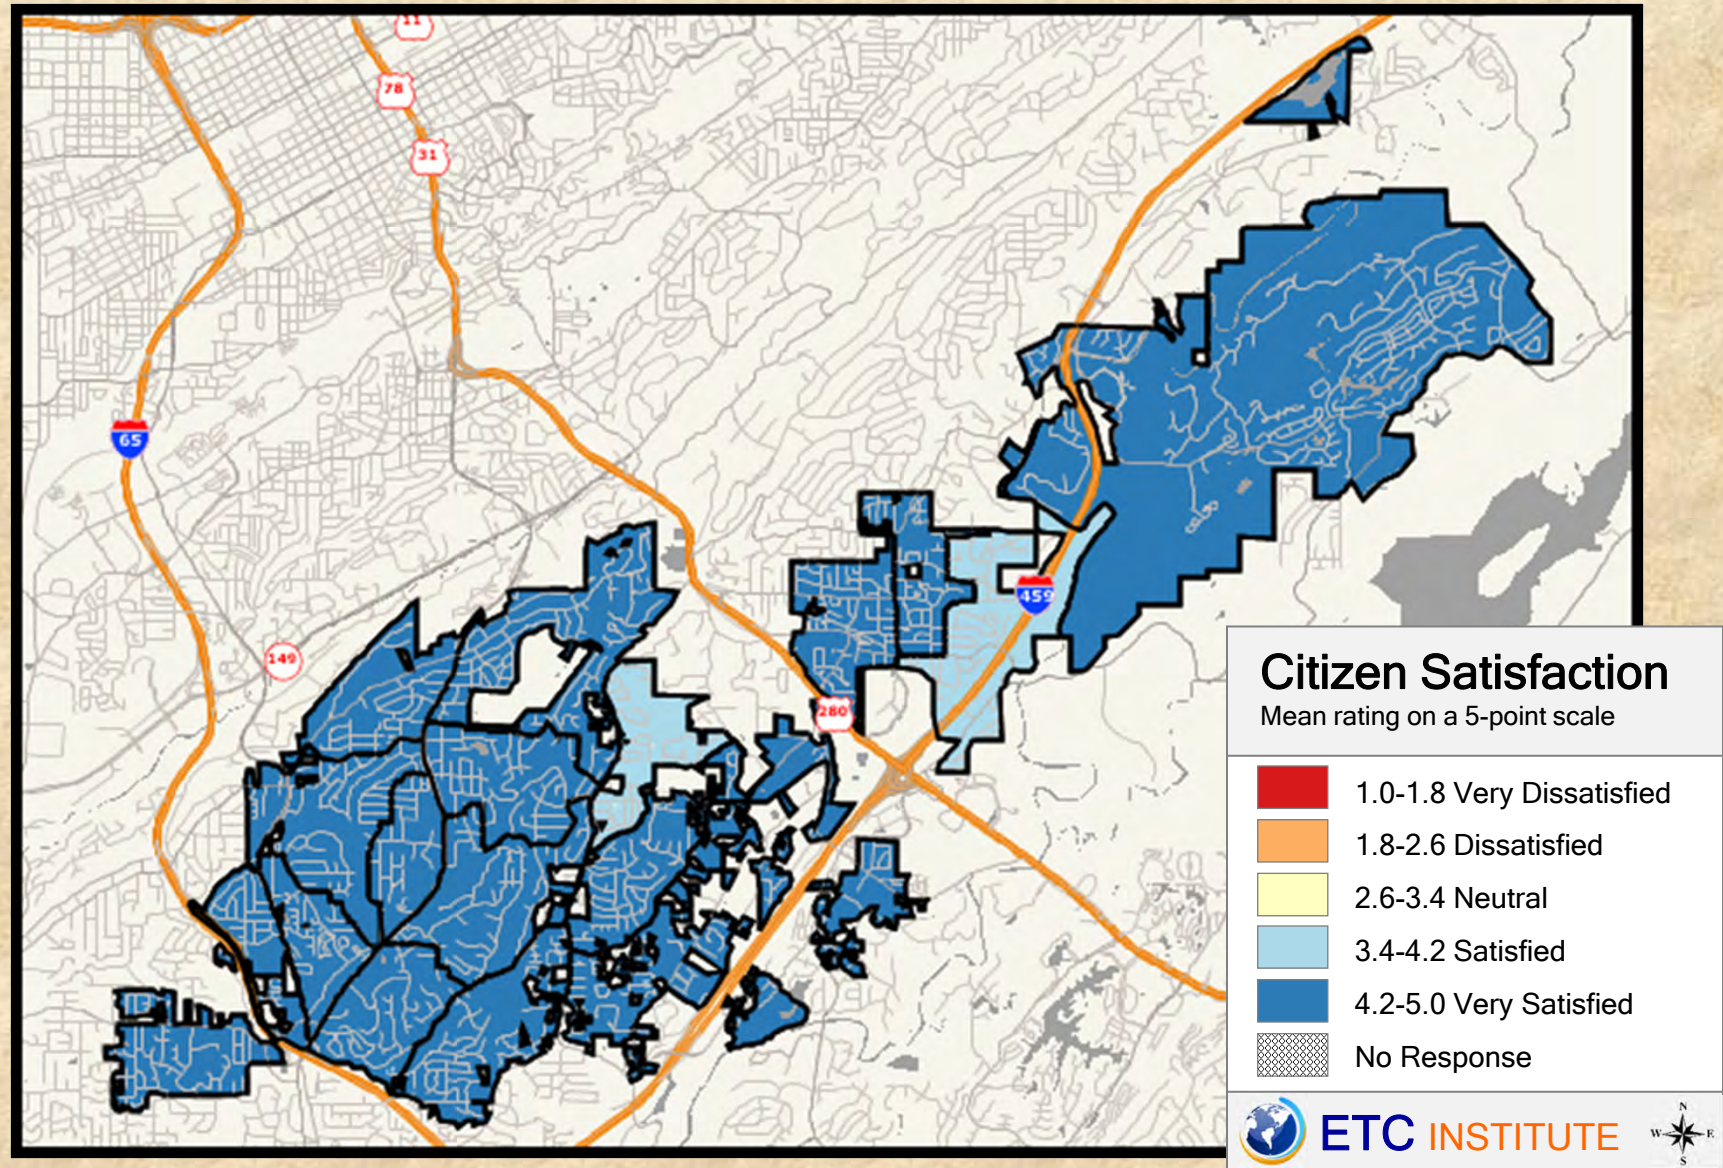 11
78
31
65
149
459
280
Citizen Satisfaction
Mean rating on a 5-point scale
1.0-1.8 Very Dissatisfied
1.8-2.6 Dissatisfied
2.6-3.4 Neutral
3.4-4.2 Satisfied
4.2-5.0 Very Satisfied
No Response
ETC INSTITUTE
N
W E
S